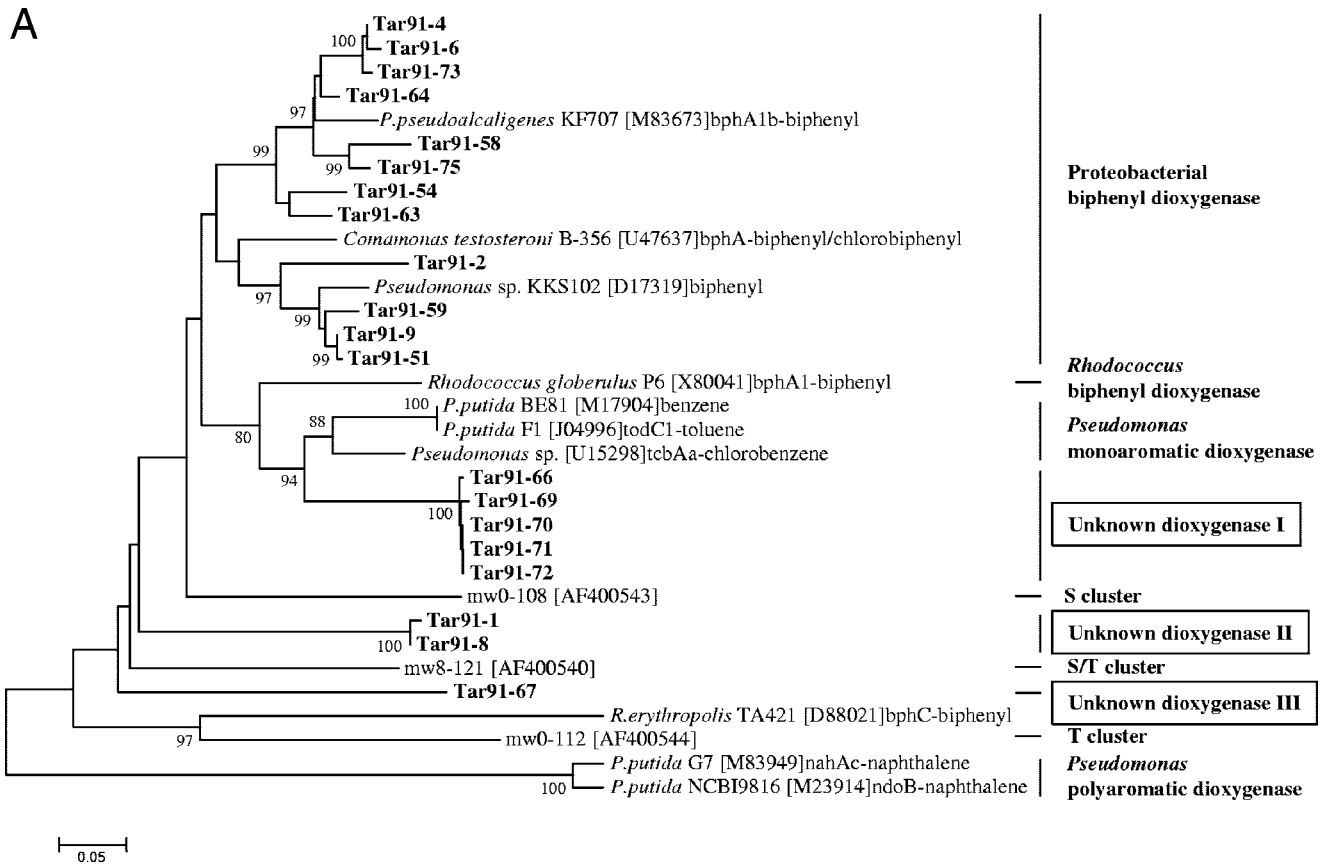 A
100
Tar91-4
Tar91-6
Tar91-73
Tar91-64
97
P.pseudoalcaligenes KF707 [M83673]bphA1b-biphenyl
Tar91-58
99
99
Tar91-75
Tar91-54
Tar91-63
Proteobacterial
biphenyl dioxygenase
Comamonas testosteroni B-356 [U47637]bphA-biphenyl/chlorobiphenyl
Tar91-2
97
Pseudomonas sp. KKS102 [D17319]biphenyl
Tar91-59
99
Tar91-9
99
Tar91-51
Rhodococcus globerulus P6 [X80041]bphA1-biphenyl
Rhodococcus
biphenyl dioxygenase
100
P.putida BE81 [M17904]benzene
88
P.putida F1 [J04996]todC1-toluene
80
Pseudomonas sp. [U15298]tcbAa-chlorobenzene
Pseudomonas
monoaromatic dioxygenase
94
Tar91-66
Tar91-69
100
Tar91-70
Tar91-71
Tar91-72
Unknown dioxygenase I
mw0-108 [AF400543]
S cluster
Tar91-1
100
Tar91-8
Unknown dioxygenase II
mw8-121 [AF400540]
S/T cluster
Tar91-67
Unknown dioxygenase III
R.erythropolis TA421 [D88021]bphC-biphenyl
97
mw0-112 [AF400544]
T cluster
P.putida G7 [M83949]nahAc-naphthalene
100
P.putida NCBI9816 [M23914]ndoB-naphthalene
Pseudomonas
polyaromatic dioxygenase
0.05